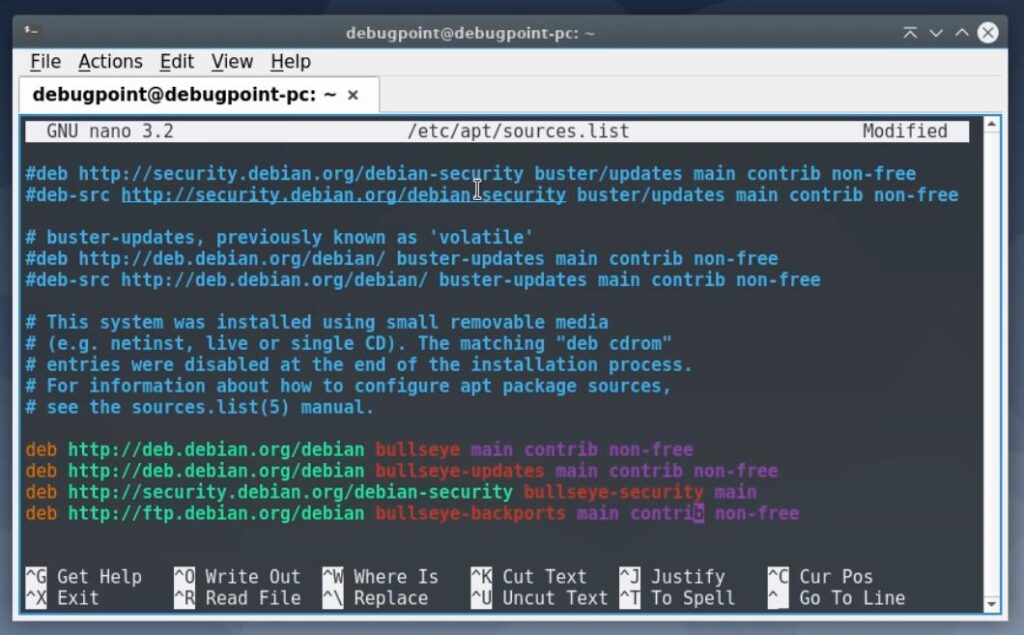 debugpoint@debugpoint-pc: ~
File Actions Edit View Help
debugpoint@debugpoint-pc: ~ ×
GNU nano 3.2 /etc/apt/sources.list Modified
#deb http://security.debian.org/debian-security buster/updates main contrib non-free
#deb-src http://security.debian.org/debian-security buster/updates main contrib non-free
# buster-updates, previously known as 'volatile'
#deb http://deb.debian.org/debian/ buster-updates main contrib non-free
#deb-src http://deb.debian.org/debian/ buster-updates main contrib non-free
# This system was installed using small removable media
# (e.g. netinst, live or single CD). The matching "deb cdrom"
# entries were disabled at the end of the installation process.
# For information about how to configure apt package sources,
# see the sources.list(5) manual.
deb http://deb.debian.org/debian bullseye main contrib non-free
deb http://deb.debian.org/debian bullseye-updates main contrib non-free
deb http://security.debian.org/debian-security bullseye-security main
deb http://ftp.debian.org/debian bullseye-backports main contrib non-free
^G Get Help ^O Write Out ^W Where Is ^K Cut Text ^J Justify ^C Cur Pos
^X Exit ^R Read File ^\ Replace ^U Uncut Text ^T To Spell ^_ Go To Line